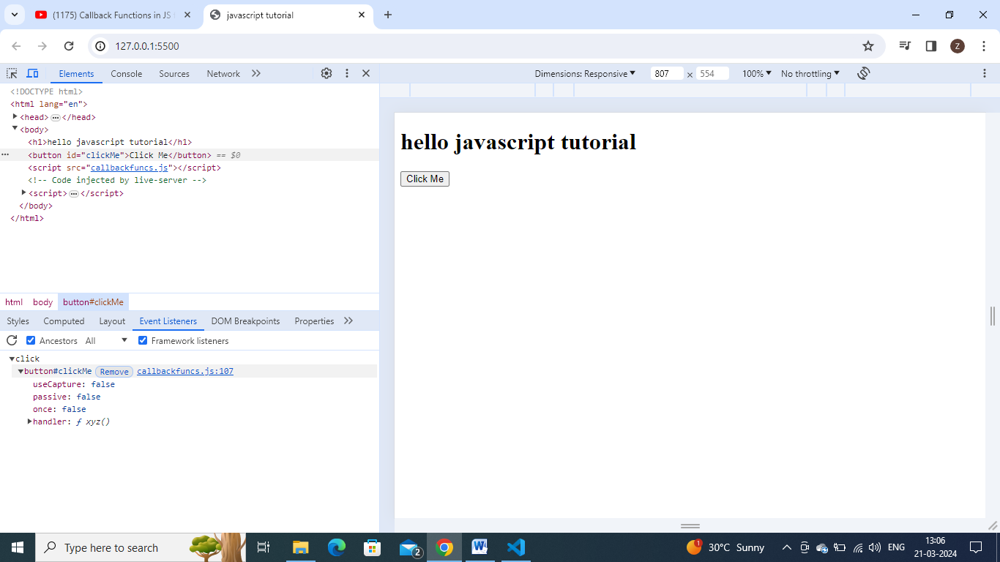 (1175) Callback Functions in JS
javascript tutorial
127.0.0.1:5500
Z
Elements Console Sources Network
Dimensions: Responsive 807 × 554 100% No throttling
<!DOCTYPE html>
<html lang="en">
<head>…</head>
<body>
<h1>hello javascript tutorial</h1>
<button id="clickMe">Click Me</button> == $0
<script src="callbackfuncs.js"></script>
<!-- Code injected by live-server -->
<script>…</script>
</body>
</html>
html body button#clickMe
Styles Computed Layout Event Listeners DOM Breakpoints Properties
Ancestors All Framework listeners
click
button#clickMe Remove callbackfuncs.js:107
useCapture: false
passive: false
once: false
handler: ƒ xyz()
hello javascript tutorial
Click Me
Type here to search
2
W
1
30°C Sunny
ENG
13:06
21-03-2024